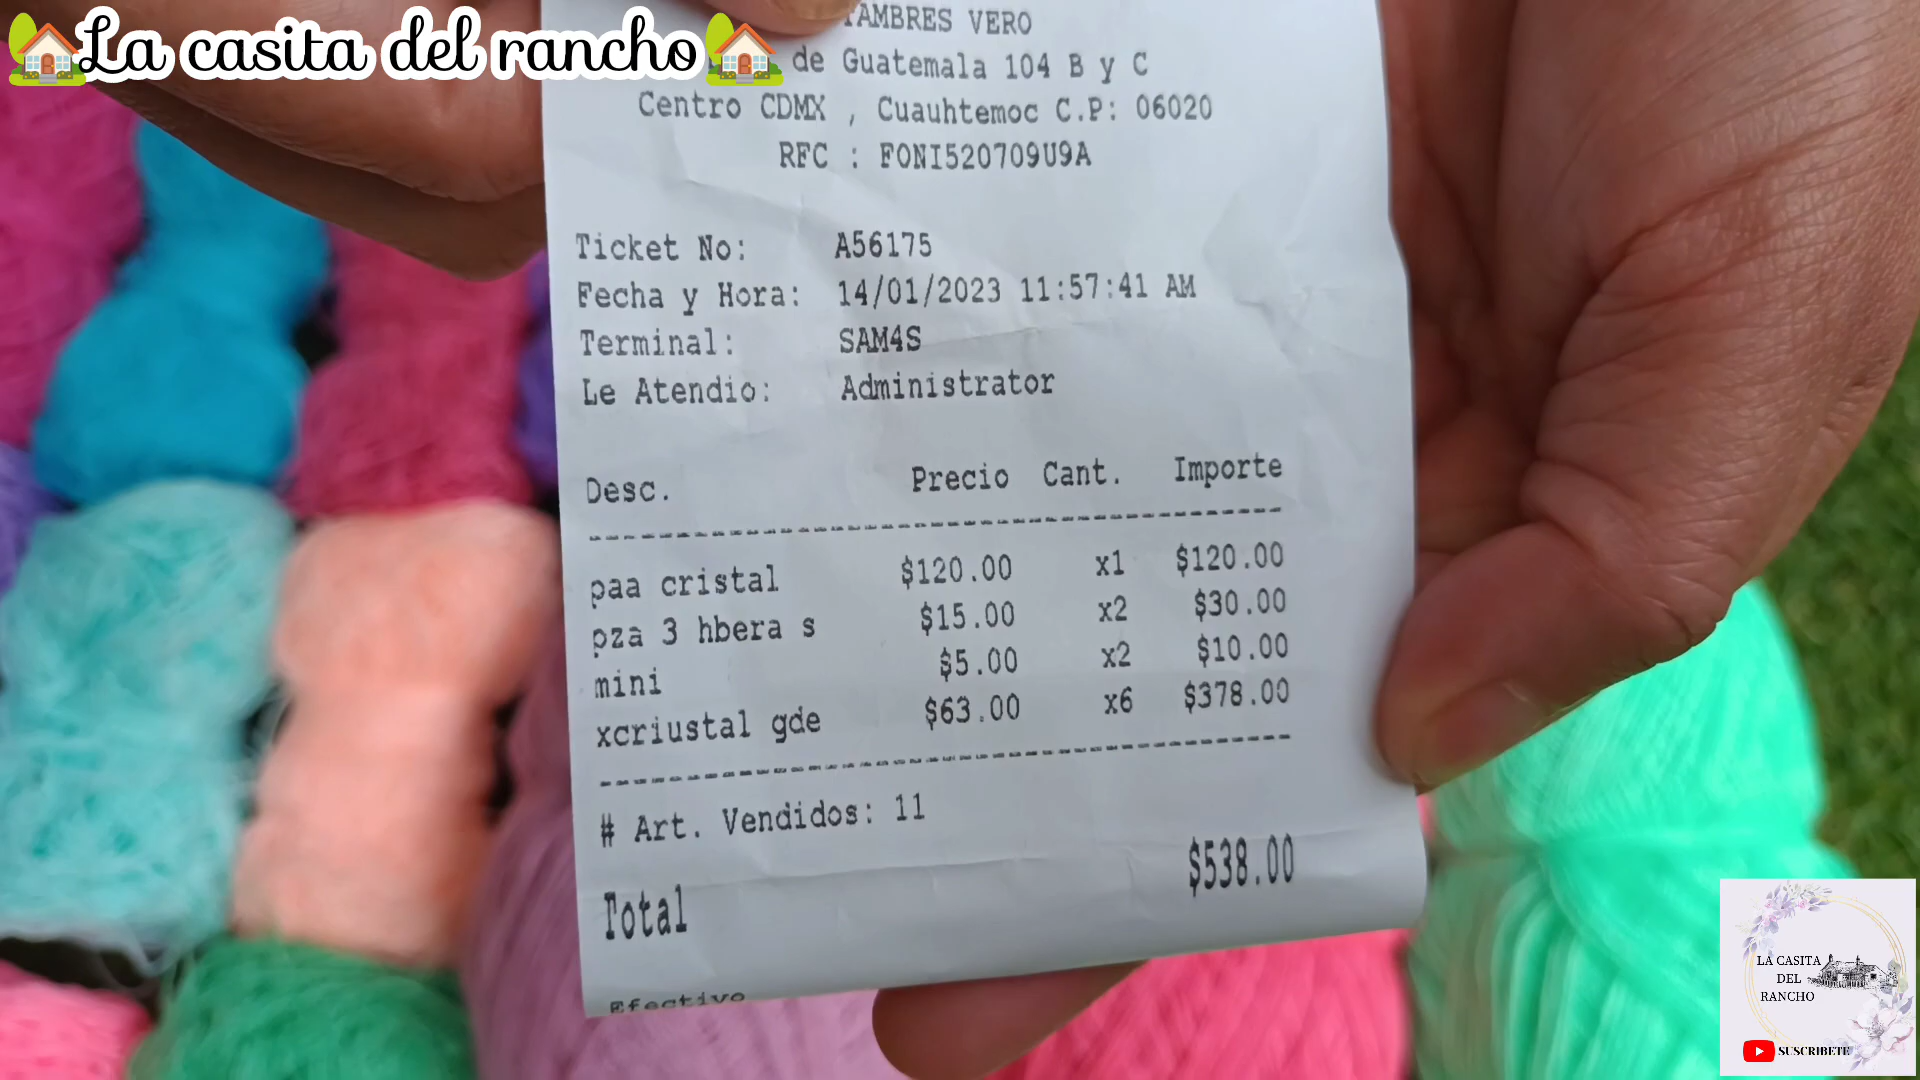 La casita del rancho
TAMBRES VERO
de Guatemala 104 B y C
Centro CDMX , Cuauhtemoc C.P: 06020
RFC : FONI520709U9A
Ticket No: A56175
Fecha y Hora: 14/01/2023 11:57:41 AM
Terminal: SAM4S
Le Atendio: Administrator
Desc. Precio Cant. Importe
paa cristal $120.00 x1 $120.00
pza 3 hbera s $15.00 x2 $30.00
mini $5.00 x2 $10.00
xcriustal gde $63.00 x6 $378.00
# Art. Vendidos: 11
Total $538.00
Efectivo
LA CASITA
DEL
RANCHO
SUSCRIBETE